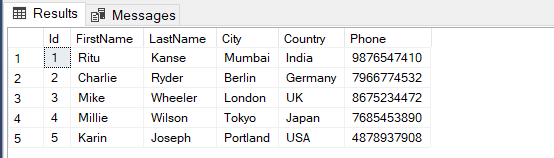 Results Messages
Id FirstName LastName City Country Phone
1 1 Ritu Kanse Mumbai India 9876547410
2 2 Charlie Ryder Berlin Germany 7966774532
3 3 Mike Wheeler London UK 8675234472
4 4 Millie Wilson Tokyo Japan 7685453890
5 5 Karin Joseph Portland USA 4878937908